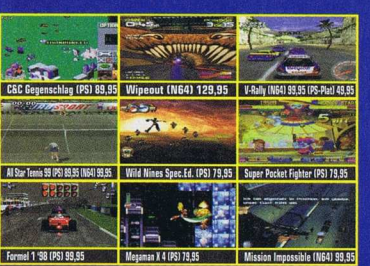 C&C Gegenschlag (PS) 89,95
Wipeout (N64) 129,95
V-Rally (N64) 99,95 (PS-Plat) 49,95
All Star Tennis 99 (PS) 89,95 (N64) 99,95
Wild Nines Spec.Ed. (PS) 79,95
Super Pocket Fighter (PS) 79,95
Formel 1 '98 (PS) 99,95
Megaman X 4 (PS) 79,95
Mission Impossible (N64) 99,95